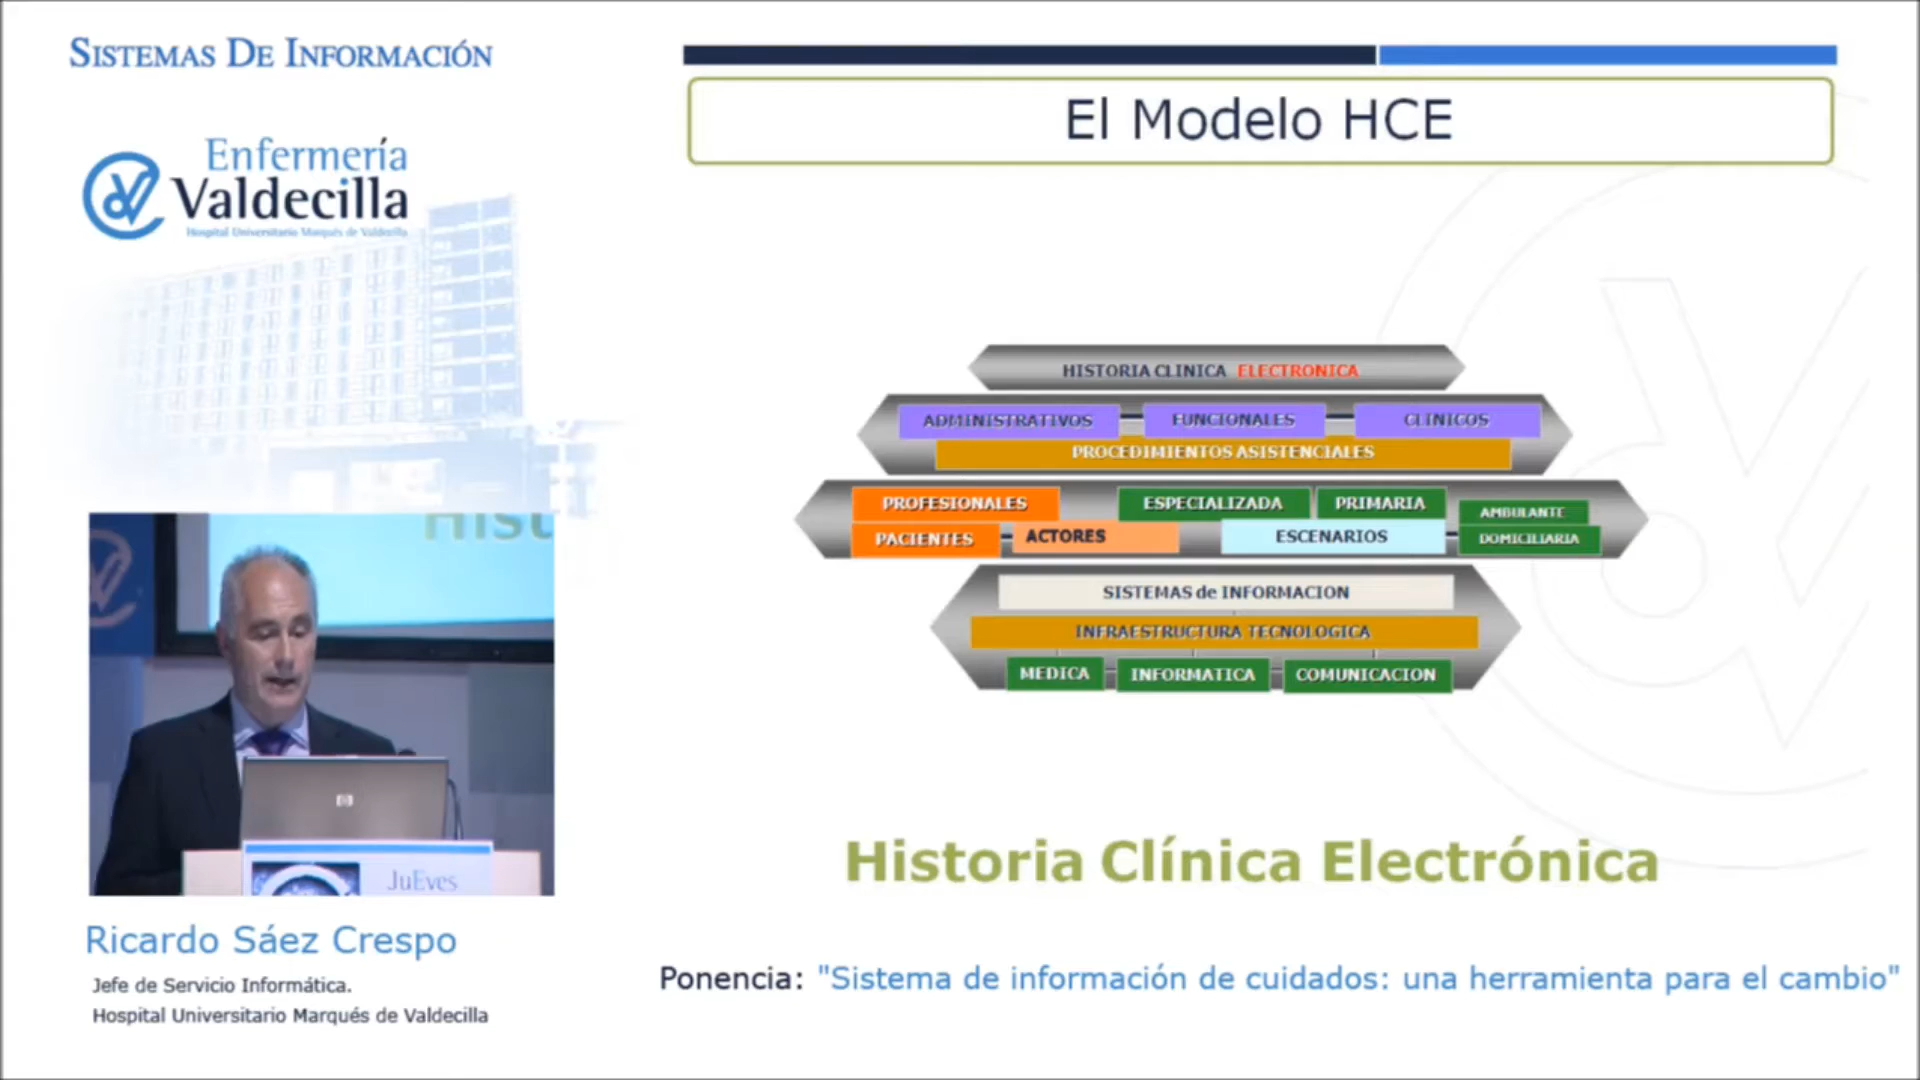 SISTEMAS DE INFORMACIÓN
Enfermería
Valdecilla
Hospital Universitario Marqués de Valdecilla
El Modelo HCE
HISTORIA CLINICA ELECTRONICA
ADMINISTRATIVOS FUNCIONALES CLINICOS
PROCEDIMIENTOS ASISTENCIALES
PROFESIONALES ESPECIALIZADA PRIMARIA AMBULANTE
PACIENTES ACTORES ESCENARIOS DOMICILIARIA
SISTEMAS de INFORMACION
INFRAESTRUCTURA TECNOLOGICA
MEDICA INFORMATICA COMUNICACION
Historia Clínica Electrónica
Hist
hp
JuEves
Ricardo Sáez Crespo
Jefe de Servicio Informática.
Hospital Universitario Marqués de Valdecilla
Ponencia: "Sistema de información de cuidados: una herramienta para el cambio"